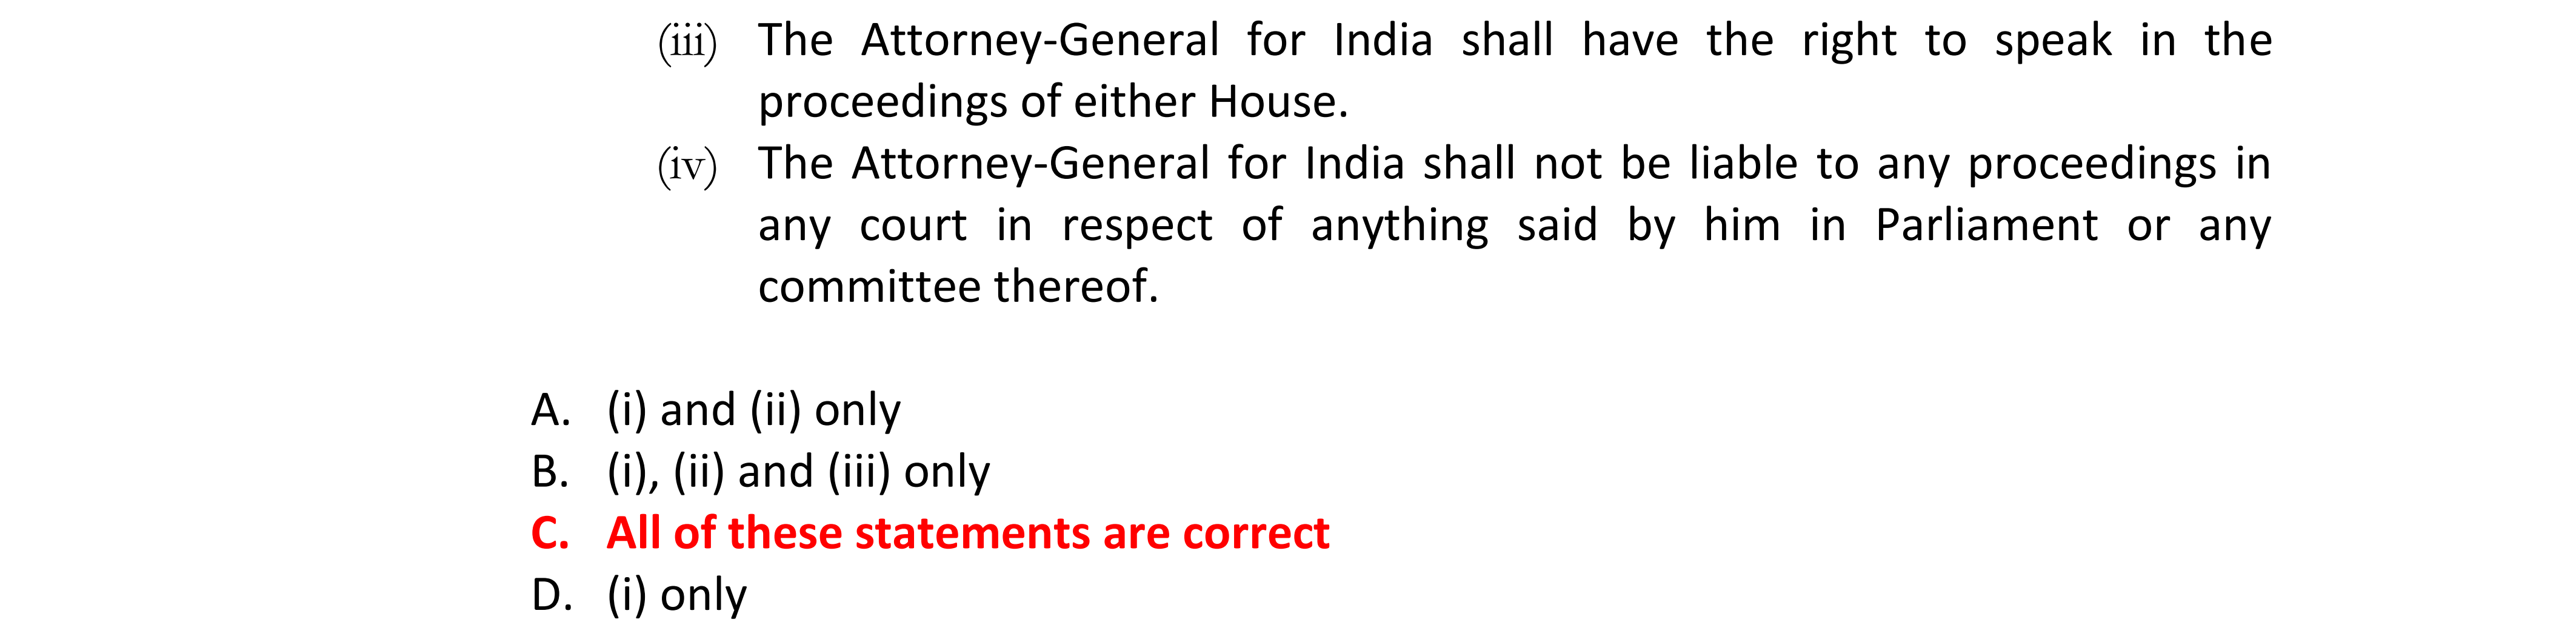 (iii) The Attorney-General for India shall have the right to speak in the
proceedings of either House.
(iv) The Attorney-General for India shall not be liable to any proceedings in
any court in respect of anything said by him in Parliament or any
committee thereof.
A. (i) and (ii) only
B. (i), (ii) and (iii) only
C. All of these statements are correct
D. (i) only